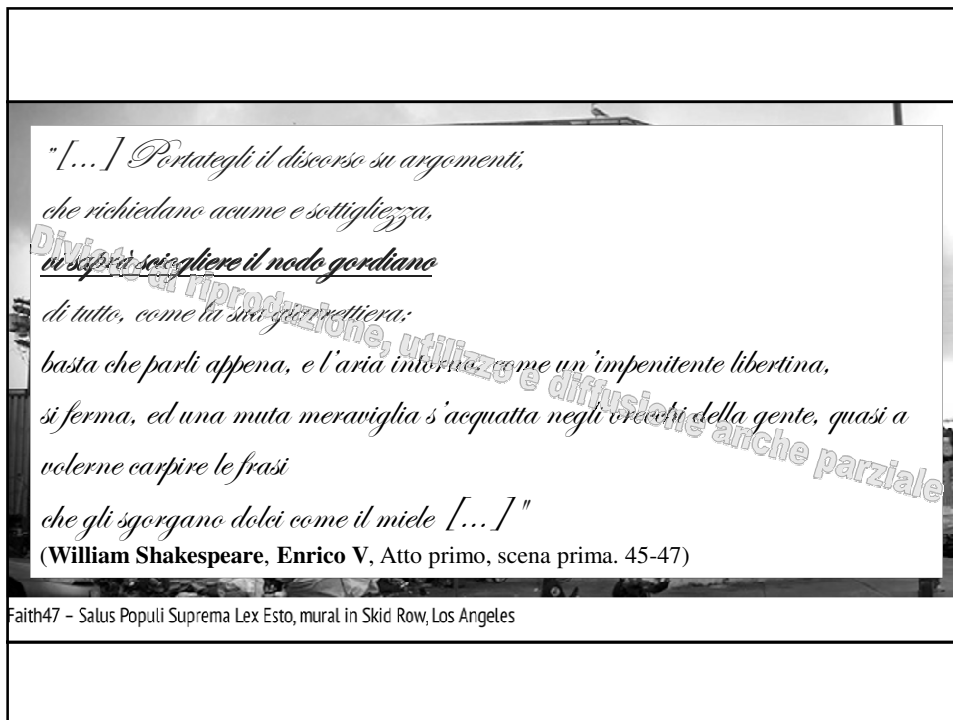 "[...] Portategli il discorso su argomenti,
che richiedano acume e sottigliezza,
vi saprà sciogliere il nodo gordiano
di tutto, come la sua giarrettiera;
basta che parli appena, e l'aria intorno, come un'impenitente libertina,
si ferma, ed una muta meraviglia s'acquatta negli orecchi della gente, quasi a
volerne carpire le frasi
che gli sgorgano dolci come il miele [...]"
(William Shakespeare, Enrico V, Atto primo, scena prima. 45-47)
Divieto di riproduzione, utilizzo e diffusione anche parziale
Faith47 – Salus Populi Suprema Lex Esto, mural in Skid Row, Los Angeles